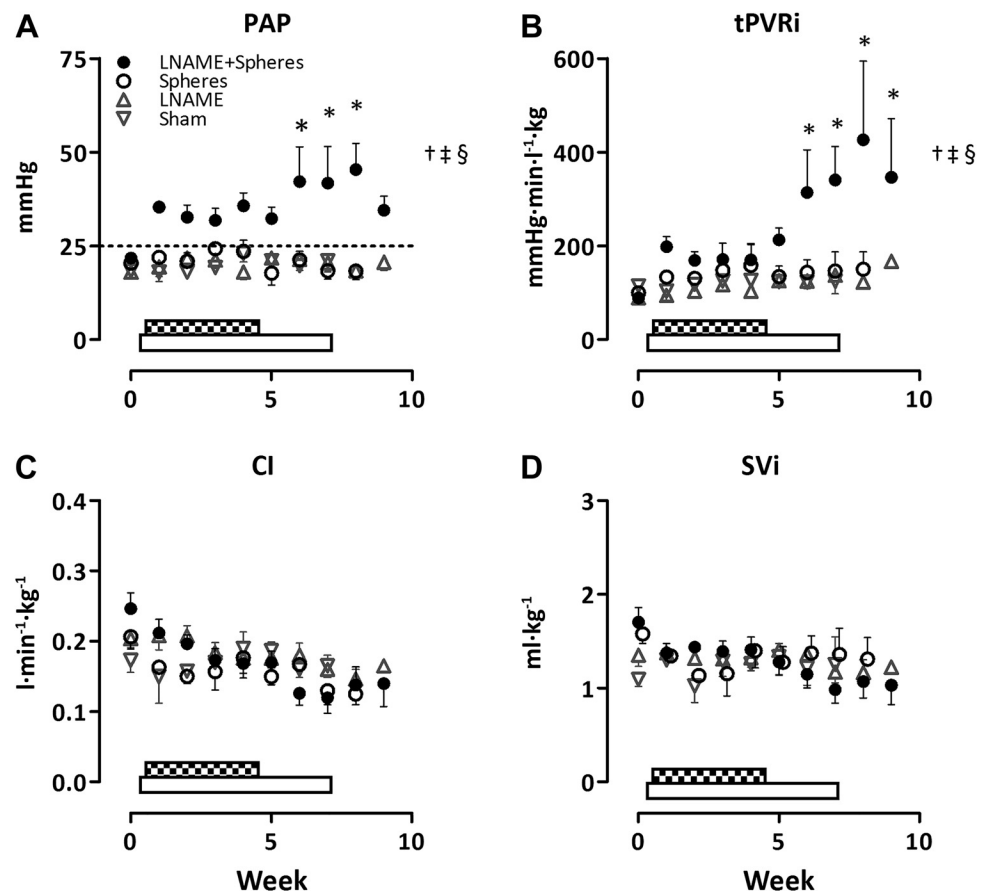 A
PAP
75
LNAME+Spheres
Spheres
LNAME
Sham
* * *
50
† ‡ §
mmHg
25
0
0 5 10
B
tPVRi
600
*
*
* *
400
† ‡ §
mmHg·min·l⁻¹·kg
200
0
0 5 10
C
CI
0.4
0.3
l·min⁻¹·kg⁻¹
0.2
0.1
0.0
0 5 10
Week
D
SVi
3
2
ml·kg⁻¹
1
0
0 5 10
Week